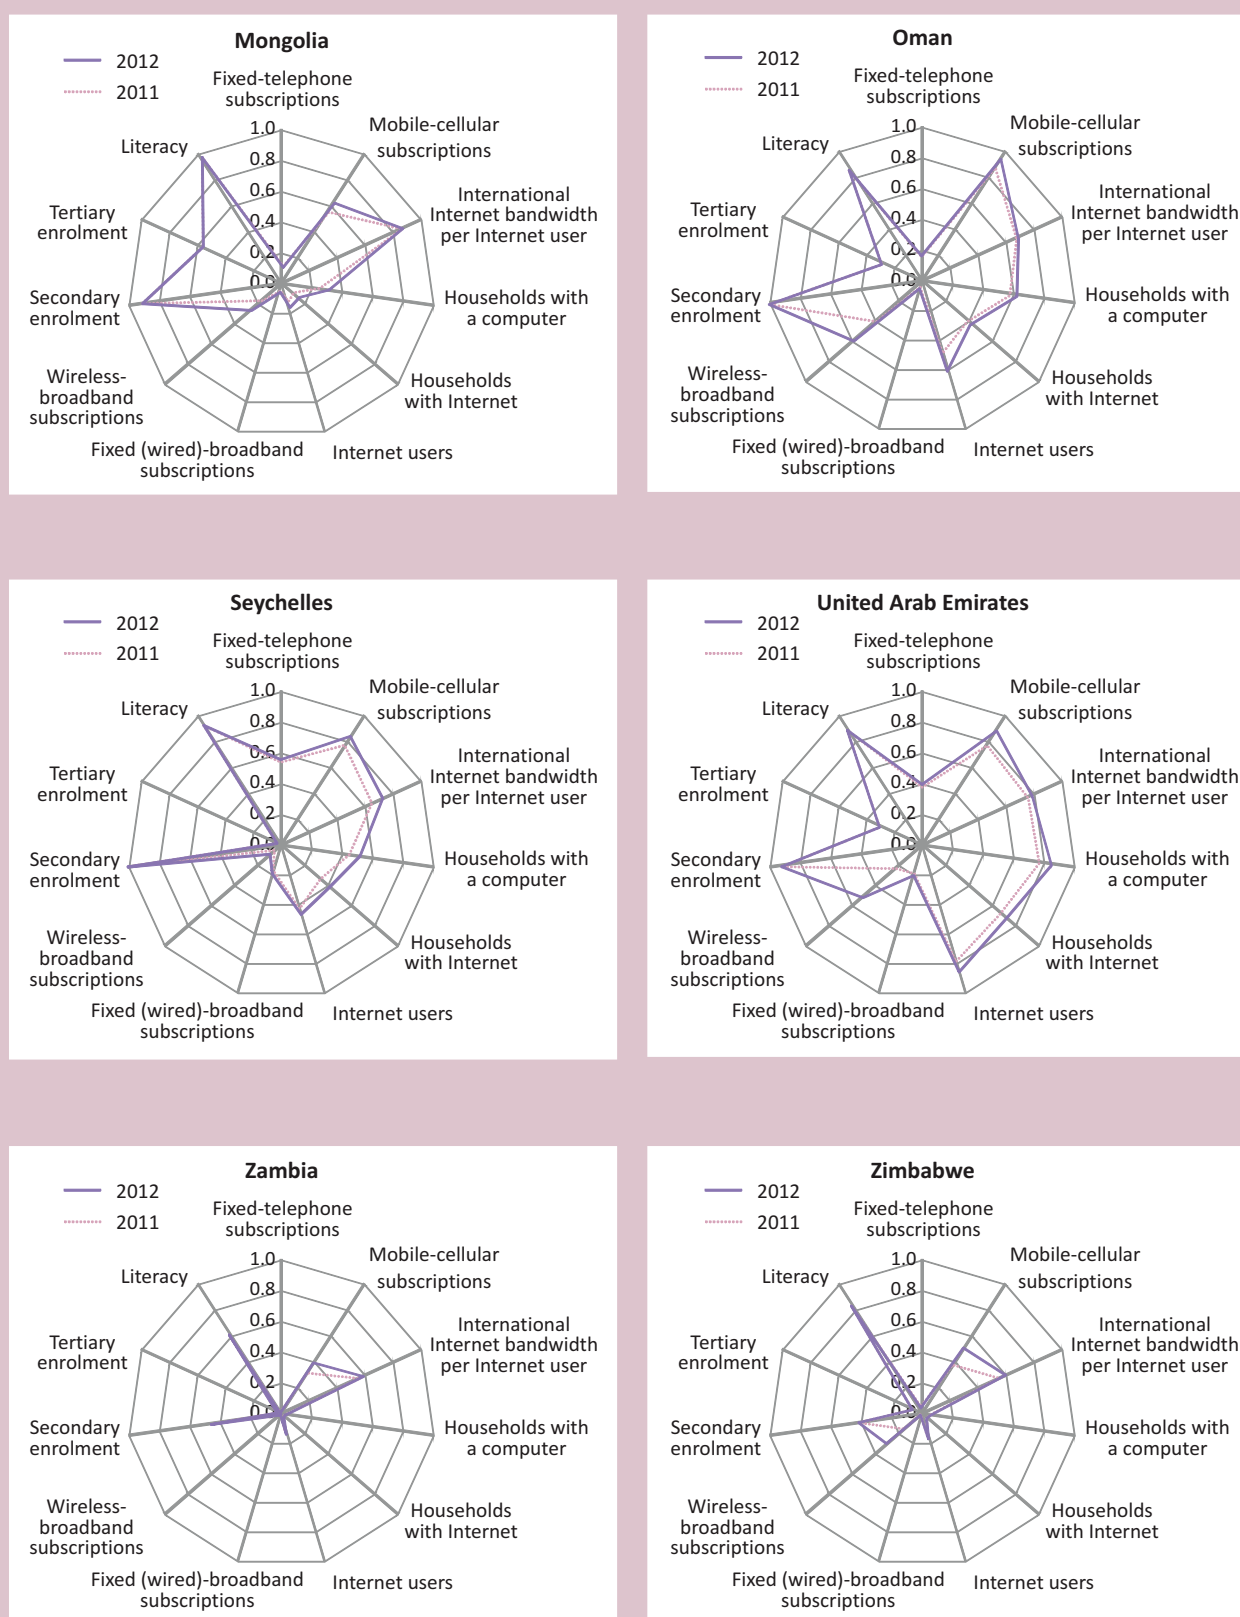 Mongolia
2012
2011
Fixed-telephone
subscriptions
Mobile-cellular
subscriptions
International
Internet bandwidth
per Internet user
Households with
a computer
Households
with Internet
Internet users
Fixed (wired)-broadband
subscriptions
Wireless-
broadband
subscriptions
Secondary
enrolment
Tertiary
enrolment
Literacy
1.0
0.8
0.6
0.4
0.2
0.0
Oman
2012
2011
Fixed-telephone
subscriptions
Mobile-cellular
subscriptions
International
Internet bandwidth
per Internet user
Households with
a computer
Households
with Internet
Internet users
Fixed (wired)-broadband
subscriptions
Wireless-
broadband
subscriptions
Secondary
enrolment
Tertiary
enrolment
Literacy
1.0
0.8
0.6
0.4
0.2
0.0
Seychelles
2012
2011
Fixed-telephone
subscriptions
Mobile-cellular
subscriptions
International
Internet bandwidth
per Internet user
Households with
a computer
Households
with Internet
Internet users
Fixed (wired)-broadband
subscriptions
Wireless-
broadband
subscriptions
Secondary
enrolment
Tertiary
enrolment
Literacy
1.0
0.8
0.6
0.4
0.2
0.0
United Arab Emirates
2012
2011
Fixed-telephone
subscriptions
Mobile-cellular
subscriptions
International
Internet bandwidth
per Internet user
Households with
a computer
Households
with Internet
Internet users
Fixed (wired)-broadband
subscriptions
Wireless-
broadband
subscriptions
Secondary
enrolment
Tertiary
enrolment
Literacy
1.0
0.8
0.6
0.4
0.2
0.0
Zambia
2012
2011
Fixed-telephone
subscriptions
Mobile-cellular
subscriptions
International
Internet bandwidth
per Internet user
Households with
a computer
Households
with Internet
Internet users
Fixed (wired)-broadband
subscriptions
Wireless-
broadband
subscriptions
Secondary
enrolment
Tertiary
enrolment
Literacy
1.0
0.8
0.6
0.4
0.2
0.0
Zimbabwe
2012
2011
Fixed-telephone
subscriptions
Mobile-cellular
subscriptions
International
Internet bandwidth
per Internet user
Households with
a computer
Households
with Internet
Internet users
Fixed (wired)-broadband
subscriptions
Wireless-
broadband
subscriptions
Secondary
enrolment
Tertiary
enrolment
Literacy
1.0
0.8
0.6
0.4
0.2
0.0